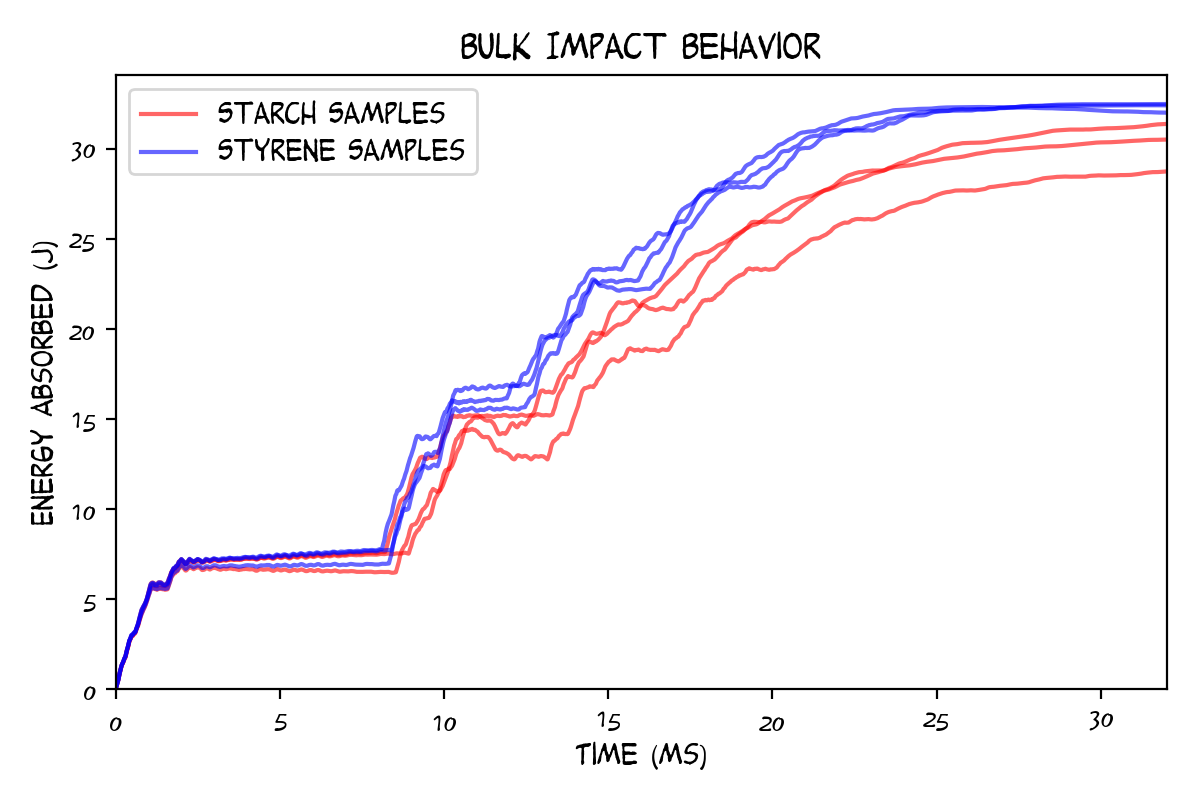 BULK IMPACT BEHAVIOR
STARCH SAMPLES
STYRENE SAMPLES
ENERGY ABSORBED (J)
30
25
20
15
10
5
0
0 5 10 15 20 25 30
TIME (MS)